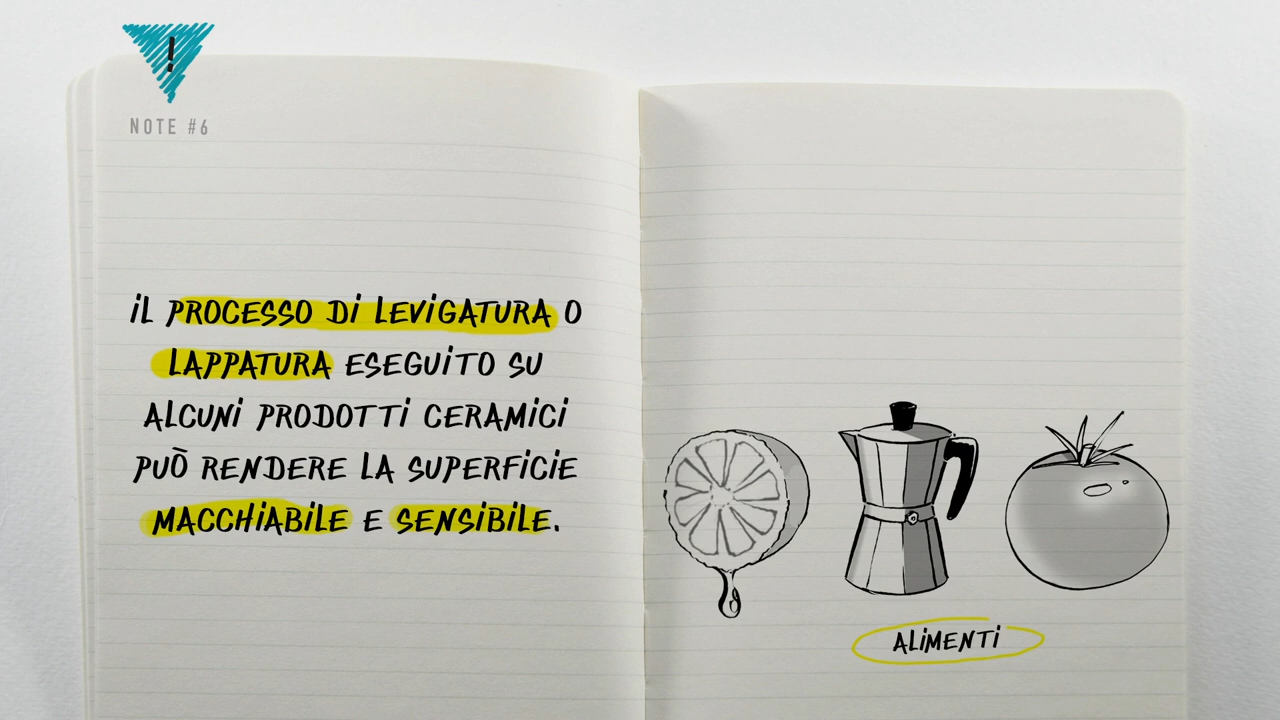 !
NOTE #6
iL PROCESSO Di LEViGATURA O
LAPPATURA ESEGUiTO SU
ALCUNi PRODOTTi CERAMiCi
PUÒ RENDERE LA SUPERFiCiE
MACCHiABiLE E SENSiBiLE.
ALiMENTi